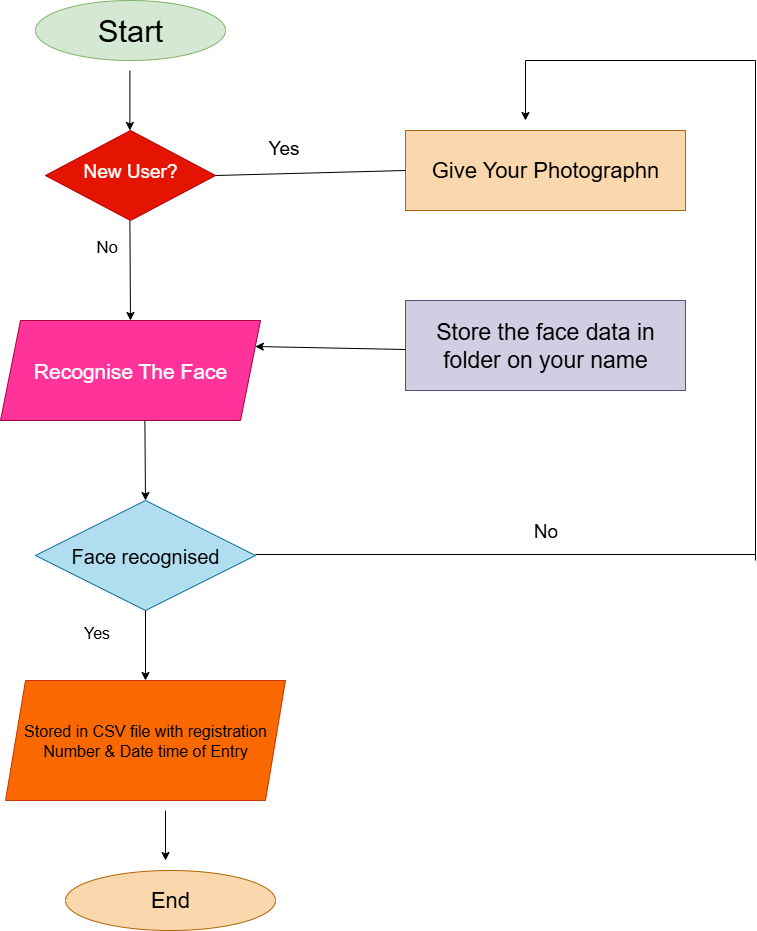 Start
New User?
Yes
Give Your Photographn
No
Store the face data in
folder on your name
Recognise The Face
No
Face recognised
Yes
Stored in CSV file with registration
Number & Date time of Entry
End